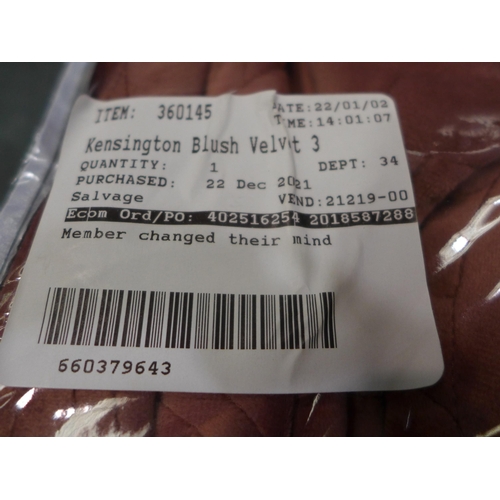 ITEM: 360145 DATE:22/01/02
TIME:14:01:07
Kensington Blush Velvet 3
QUANTITY: 1 DEPT: 34
PURCHASED: 22 Dec 2021
Salvage VEND:21219-00
Ecom Ord/PO: 402516254 2018587288
Member changed their mind
660379643